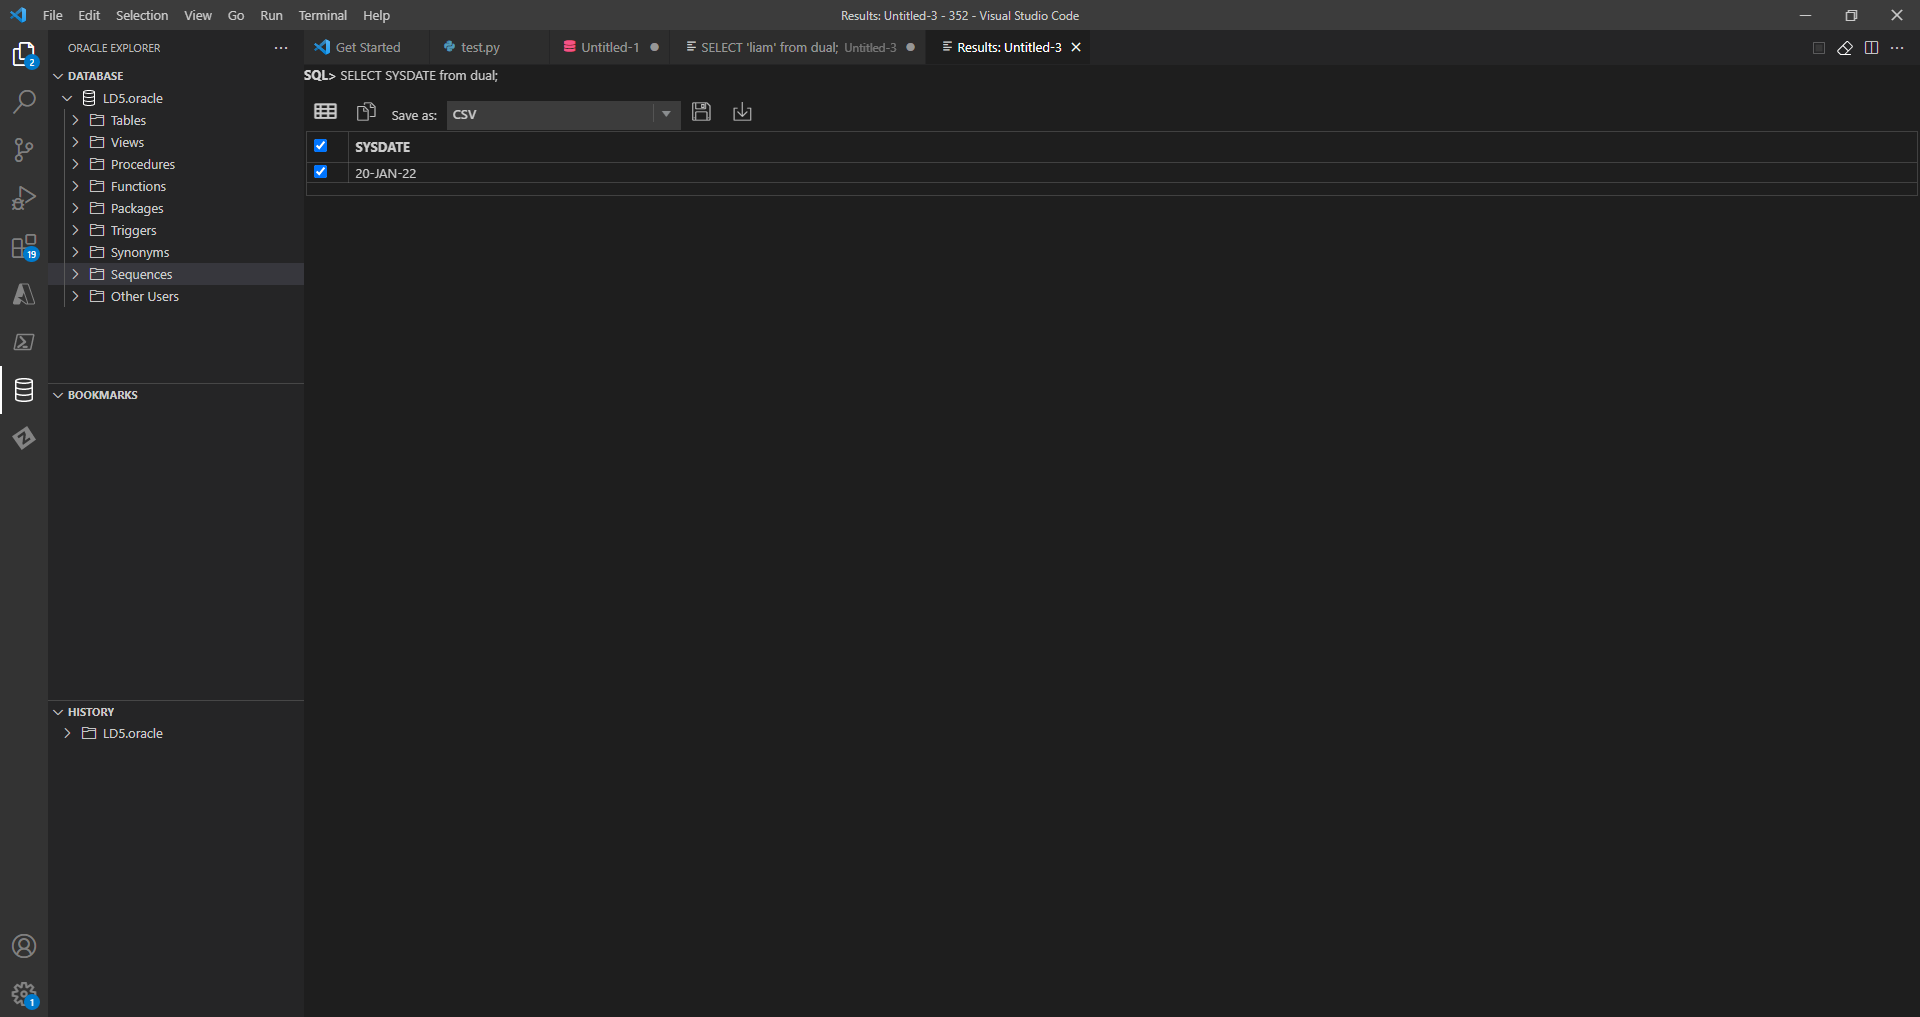 File Edit Selection View Go Run Terminal Help
Results: Untitled-3 - 352 - Visual Studio Code
ORACLE EXPLORER
DATABASE
LD5.oracle
Tables
Views
Procedures
Functions
Packages
Triggers
Synonyms
Sequences
Other Users
BOOKMARKS
HISTORY
LD5.oracle
2
19
1
Get Started
test.py
Untitled-1
SELECT 'liam' from dual; Untitled-3
Results: Untitled-3
SQL> SELECT SYSDATE from dual;
Save as: CSV
SYSDATE
20-JAN-22